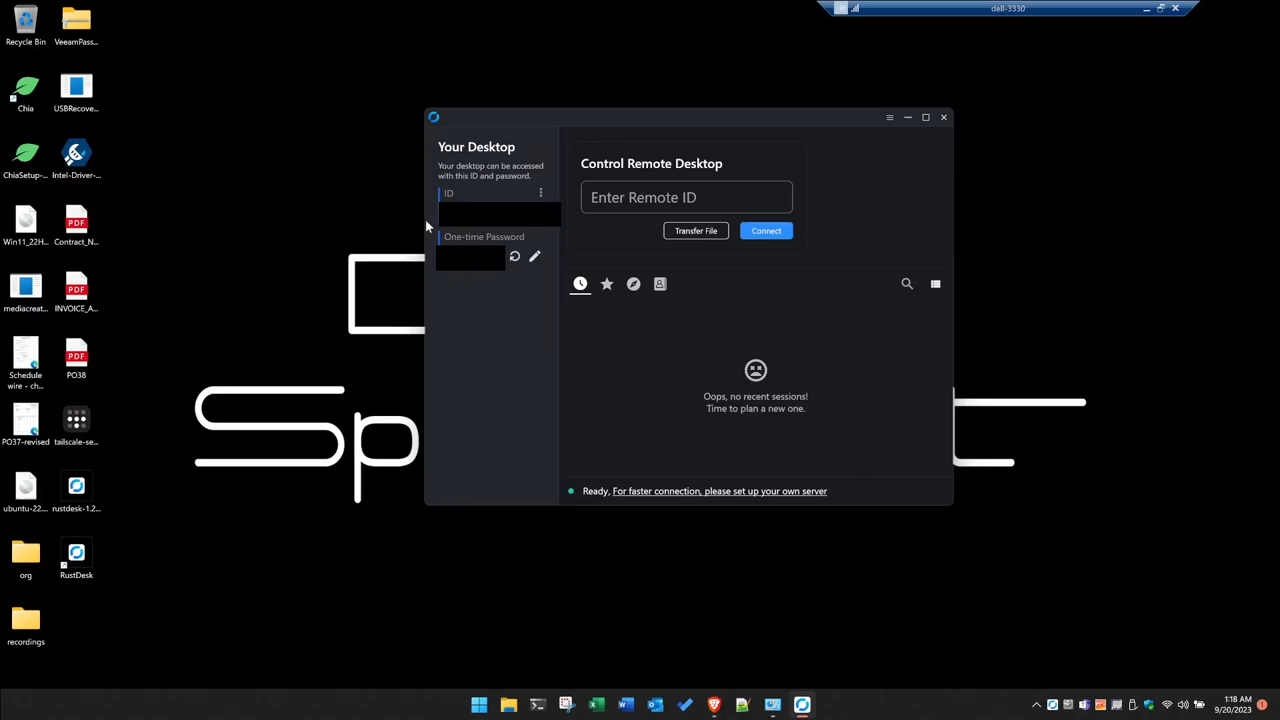 dell-3330
Recycle Bin
VeeamPass...
Chia
USBRecove...
ChiaSetup-...
Intel-Driver-...
Win11_22H...
Contract_N...
mediacreat...
INVOICE_A...
Schedule
wire - ch...
PO38
PO37-revised
tailscale-se...
ubuntu-22....
rustdesk-1.2...
org
RustDesk
recordings
PDF
PDF
PDF
Your Desktop
Your desktop can be accessed
with this ID and password.
ID
One-time Password
Control Remote Desktop
Enter Remote ID
Transfer File
Connect
Oops, no recent sessions!
Time to plan a new one.
Ready, For faster connection, please set up your own server
Sp
1:18 AM
9/20/2023